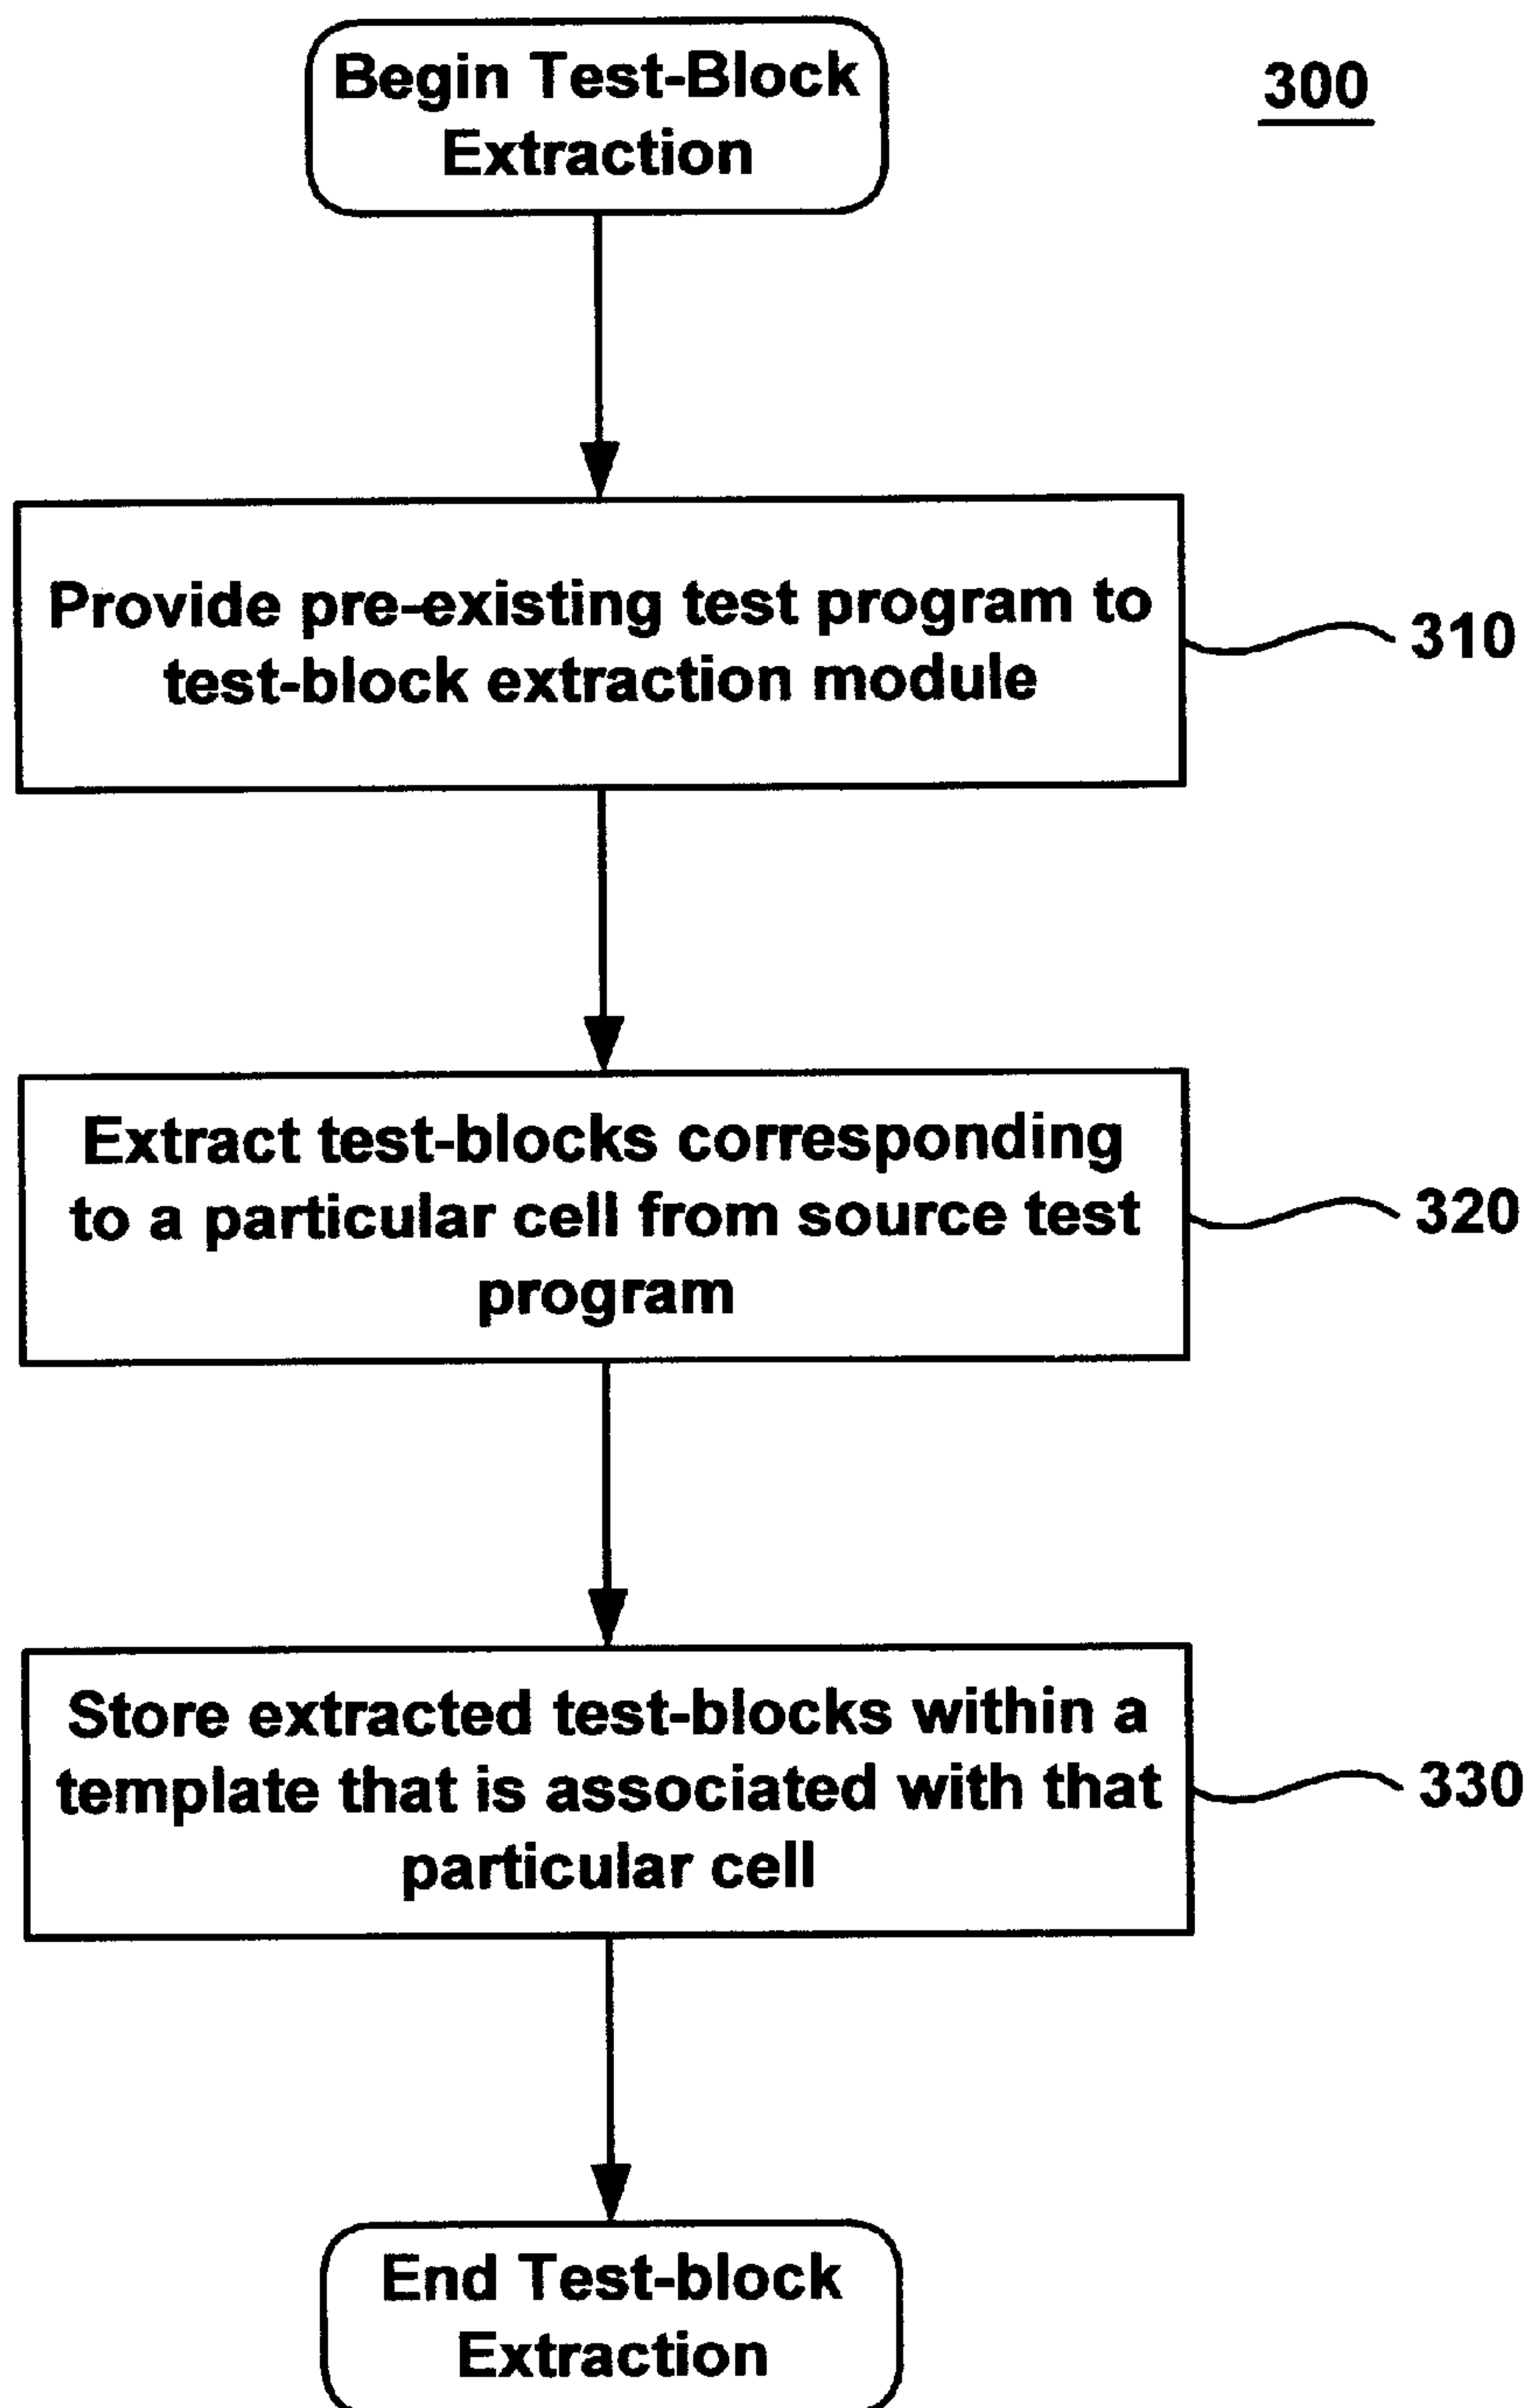 Begin Test-Block
Extraction
300
Provide pre-existing test program to
test-block extraction module
310
Extract test-blocks corresponding
to a particular cell from source test
program
320
Store extracted test-blocks within a
template that is associated with that
particular cell
330
End Test-block
Extraction